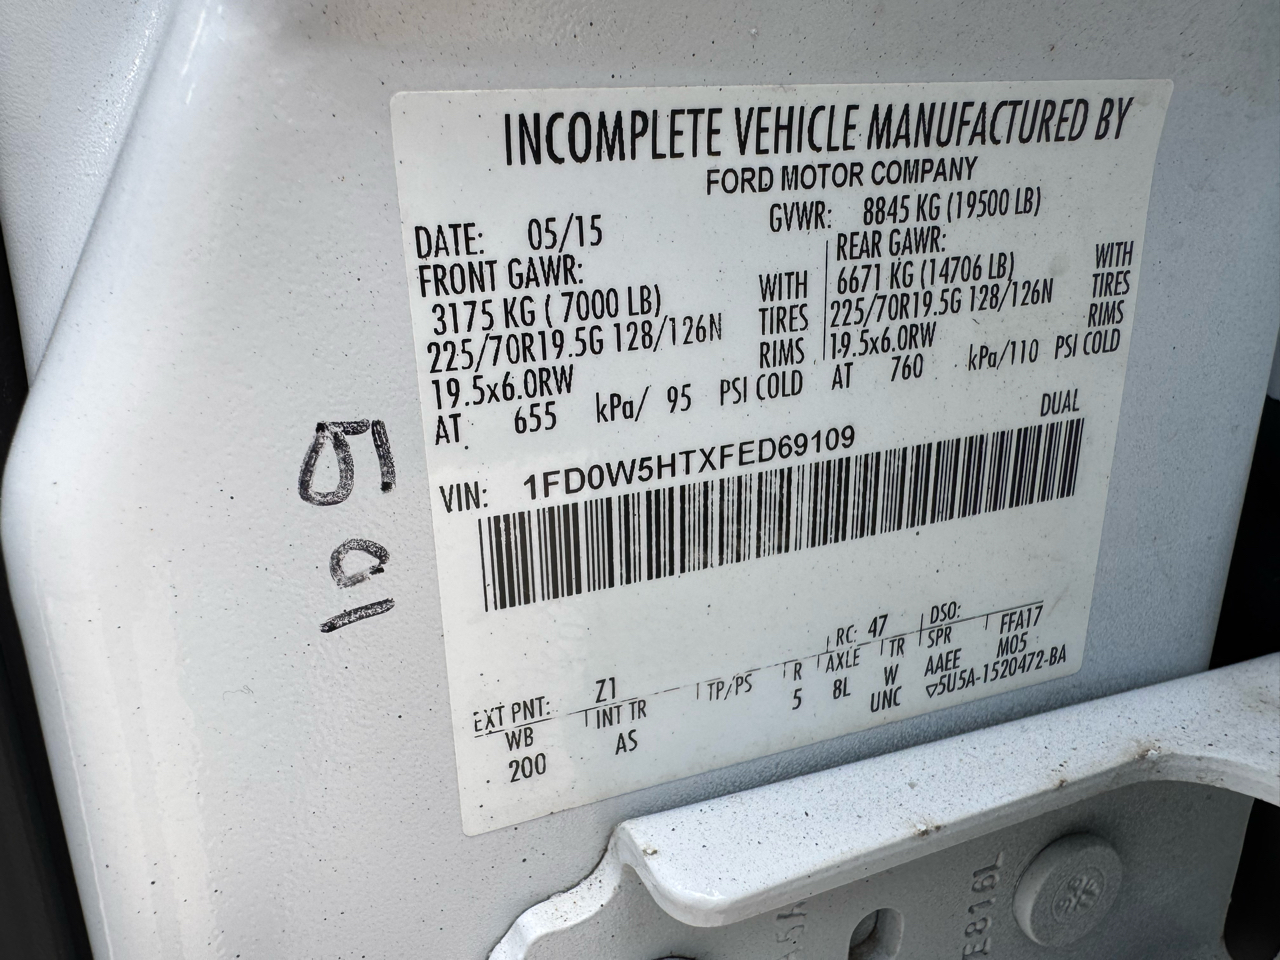 INCOMPLETE VEHICLE MANUFACTURED BY
FORD MOTOR COMPANY
DATE: 05/15 GVWR: 8845 KG (19500 LB)
FRONT GAWR: REAR GAWR:
3175 KG ( 7000 LB) WITH 6671 KG (14706 LB) WITH
225/70R19.5G 128/126N TIRES 225/70R19.5G 128/126N TIRES
19.5x6.0RW RIMS 19.5x6.0RW RIMS
AT 655 kPa/ 95 PSI COLD AT 760 kPa/110 PSI COLD
DUAL
VIN: 1FD0W5HTXFED69109
EXT PNT: Z1 RC: 47 DSO: FFA17
WB INT TR TP/PS R AXLE TR SPR M05
200 AS 5 8L W AAEE
UNC ▽5U5A-1520472-BA
E816L